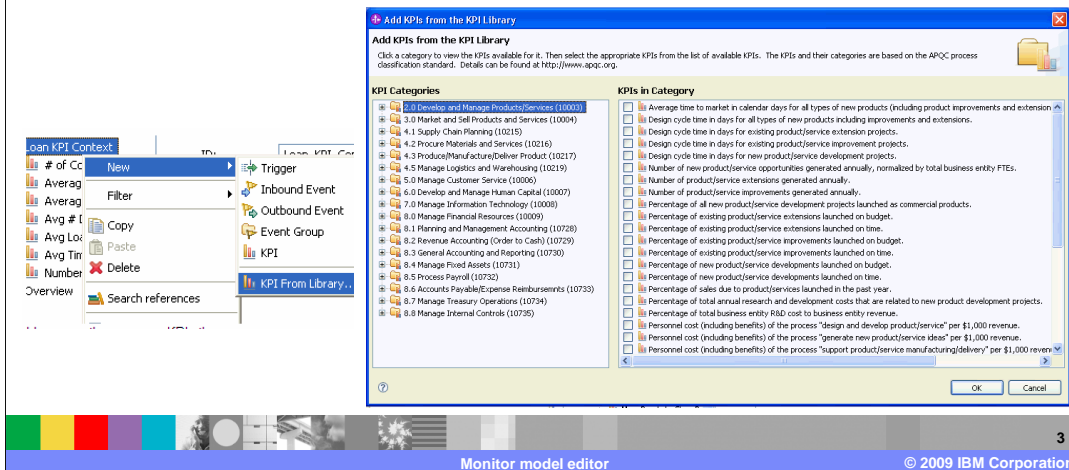 Add KPIs from the KPI Library
Add KPIs from the KPI Library
Click a category to view the KPIs available for it. Then select the appropriate KPIs from the list of available KPIs. The KPIs and their categories are based on the APQC process
classification standard. Details can be found at http://www.apqc.org.
KPI Categories
2.0 Develop and Manage Products/Services (10003)
3.0 Market and Sell Products and Services (10004)
4.1 Supply Chain Planning (10215)
4.2 Procure Materials and Services (10216)
4.3 Produce/Manufacture/Deliver Product (10217)
4.5 Manage Logistics and Warehousing (10219)
5.0 Manage Customer Service (10006)
6.0 Develop and Manage Human Capital (10007)
7.0 Manage Information Technology (10008)
8.0 Manage Financial Resources (10009)
8.1 Planning and Management Accounting (10728)
8.2 Revenue Accounting (Order to Cash) (10729)
8.3 General Accounting and Reporting (10730)
8.4 Manage Fixed Assets (10731)
8.5 Process Payroll (10732)
8.6 Accounts Payable/Expense Reimbursemnts (10733)
8.7 Manage Treasury Operations (10734)
8.8 Manage Internal Controls (10735)
KPIs in Category
Average time to market in calendar days for all types of new products (including product improvements and extension
Design cycle time in days for all types of new products including improvements and extensions.
Design cycle time in days for existing product/service extension projects.
Design cycle time in days for existing product/service improvement projects.
Design cycle time in days for new product/service development projects.
Number of new product/service opportunities generated annually, normalized by total business entity FTEs.
Number of product/service extensions generated annually.
Number of product/service improvements generated annually.
Percentage of all new product/service development projects launched as commercial products.
Percentage of existing product/service extensions launched on budget.
Percentage of existing product/service extensions launched on time.
Percentage of existing product/service improvements launched on budget.
Percentage of existing product/service improvements launched on time.
Percentage of new product/service developments launched on budget.
Percentage of new product/service developments launched on time.
Percentage of sales due to product/services launched in the past year.
Percentage of total annual research and development costs that are related to new product development projects.
Percentage of total business entity R&D cost to business entity revenue.
Personnel cost (including benefits) of the process "design and develop product/service" per $1,000 revenue.
Personnel cost (including benefits) of the process "generate new product/service ideas" per $1,000 revenue.
Personnel cost (including benefits) of the process "support product/service manufacturing/delivery" per $1,000 reven
OK Cancel
Loan KPI Context
# of Co
Averag
Averag
Avg # D
Avg Loa
Avg Tim
Number
Overview
New
Filter
Copy
Paste
Delete
Search references
Trigger
Inbound Event
Outbound Event
Event Group
KPI
KPI From Library...
3
Monitor model editor
© 2009 IBM Corporation